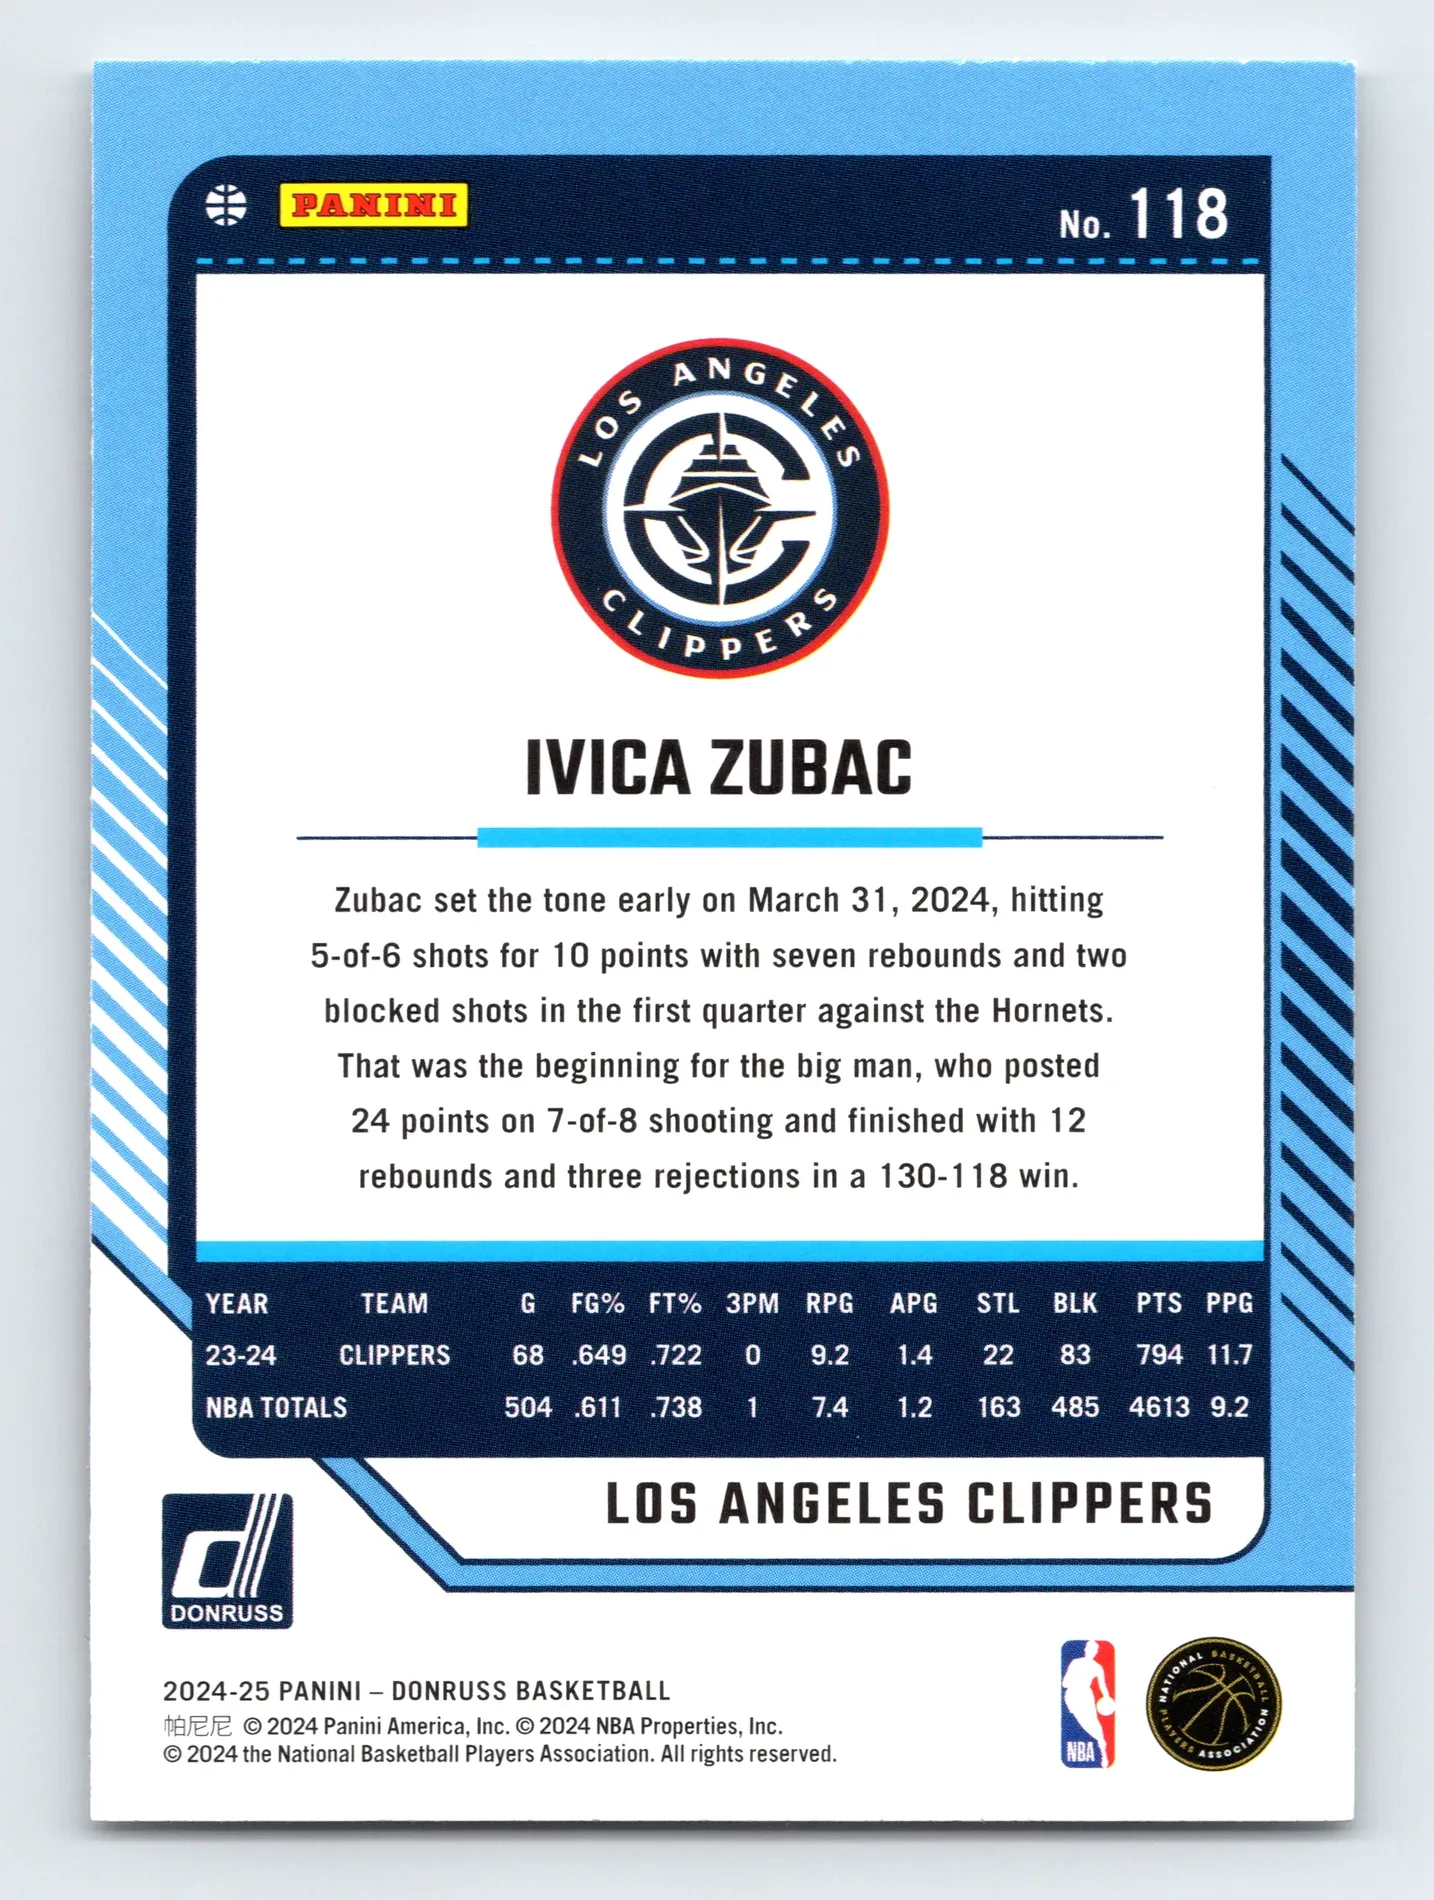 PANINI
No. 118
LOS ANGELES
CLIPPERS
IVICA ZUBAC
Zubac set the tone early on March 31, 2024, hitting
5-of-6 shots for 10 points with seven rebounds and two
blocked shots in the first quarter against the Hornets.
That was the beginning for the big man, who posted
24 points on 7-of-8 shooting and finished with 12
rebounds and three rejections in a 130-118 win.
YEAR TEAM G FG% FT% 3PM RPG APG STL BLK PTS PPG
23-24 CLIPPERS 68 .649 .722 0 9.2 1.4 22 83 794 11.7
NBA TOTALS 504 .611 .738 1 7.4 1.2 163 485 4613 9.2
LOS ANGELES CLIPPERS
DONRUSS
2024-25 PANINI – DONRUSS BASKETBALL
帕尼尼 © 2024 Panini America, Inc. © 2024 NBA Properties, Inc.
© 2024 the National Basketball Players Association. All rights reserved.
NBA
NATIONAL BASKETBALL PLAYERS ASSOCIATION